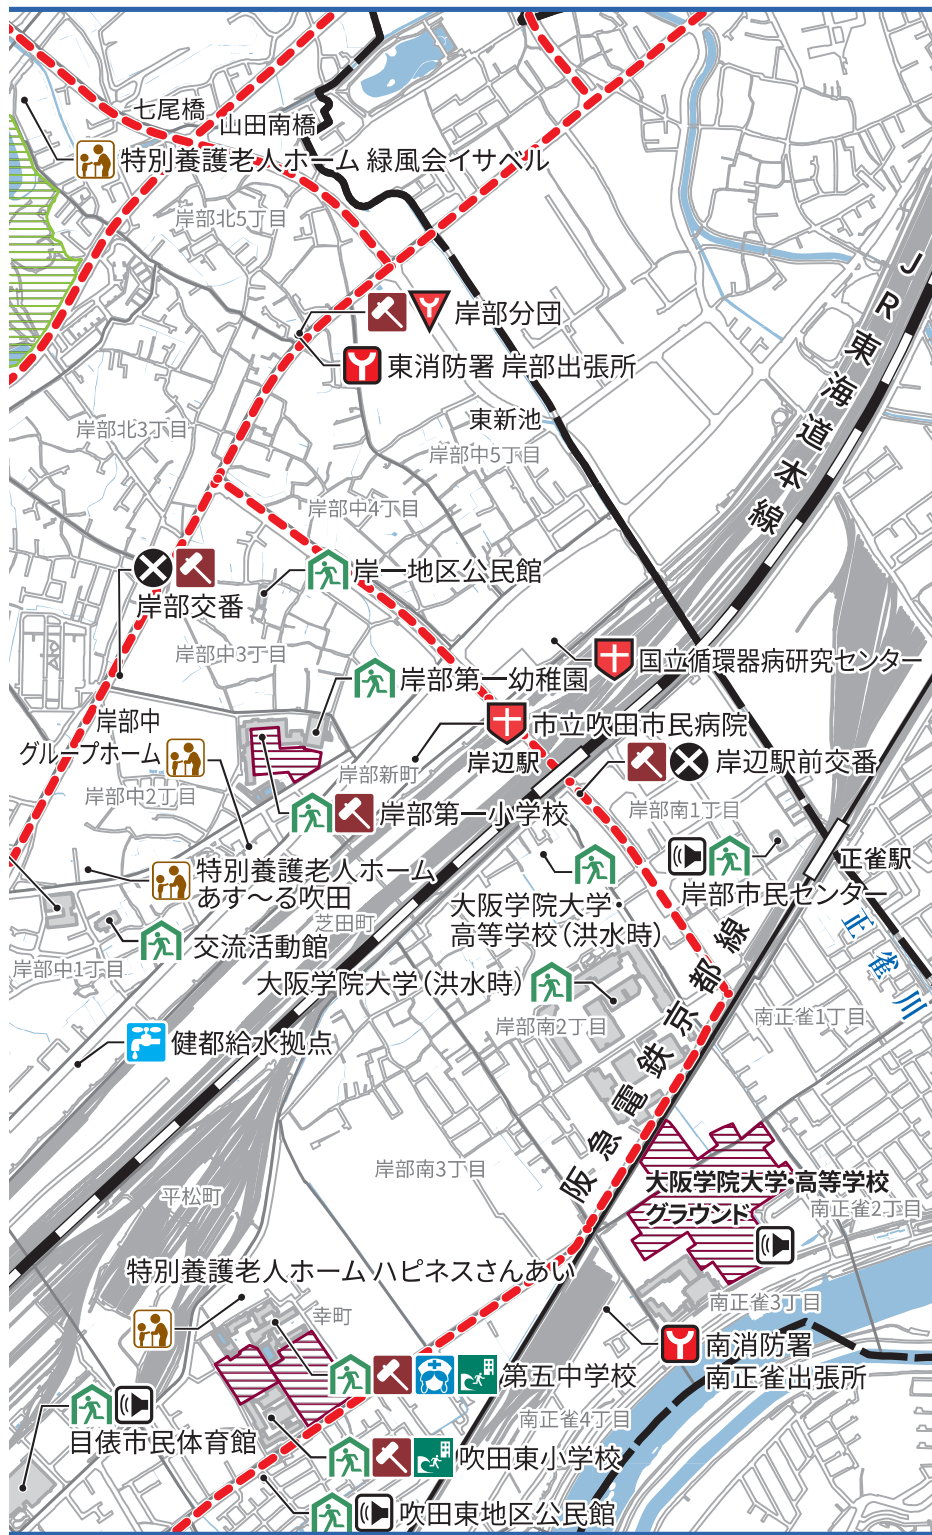 七尾橋
山田南橋
特別養護老人ホーム 緑風会イサベル
岸部北5丁目
JR東海道本線
岸部分団
東消防署 岸部出張所
東新池
岸部北3丁目
岸部中5丁目
岸部中4丁目
岸一地区公民館
岸部交番
岸部中3丁目
国立循環器病研究センター
岸部第一幼稚園
岸部中
グループホーム
市立吹田市民病院
岸辺駅
岸辺駅前交番
岸部新町
岸部中2丁目
岸部南1丁目
岸部第一小学校
正雀駅
特別養護老人ホーム
あす~る吹田
岸部市民センター
大阪学院大学・
高等学校(洪水時)
芝田町
正雀川
交流活動館
岸部中1丁目
大阪学院大学(洪水時)
岸部南2丁目
南正雀1丁目
健都給水拠点
阪急電鉄京都線
岸部南3丁目
大阪学院大学・高等学校
グラウンド
平松町
南正雀2丁目
特別養護老人ホーム ハピネスさんあい
南正雀3丁目
幸町
南消防署
南正雀出張所
第五中学校
南正雀4丁目
目俵市民体育館
吹田東小学校
吹田東地区公民館